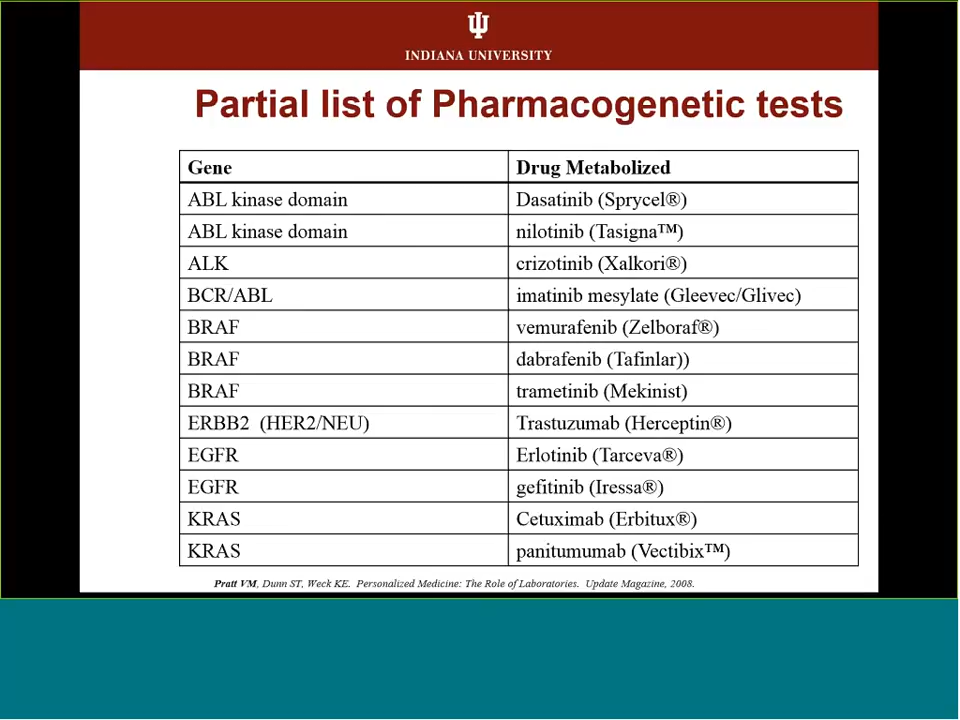 INDIANA UNIVERSITY
Partial list of Pharmacogenetic tests
Gene Drug Metabolized
ABL kinase domain Dasatinib (Sprycel®)
ABL kinase domain nilotinib (Tasigna™)
ALK crizotinib (Xalkori®)
BCR/ABL imatinib mesylate (Gleevec/Glivec)
BRAF vemurafenib (Zelboraf®)
BRAF dabrafenib (Tafinlar))
BRAF trametinib (Mekinist)
ERBB2 (HER2/NEU) Trastuzumab (Herceptin®)
EGFR Erlotinib (Tarceva®)
EGFR gefitinib (Iressa®)
KRAS Cetuximab (Erbitux®)
KRAS panitumumab (Vectibix™)
Pratt VM, Dunn ST, Weck KE. Personalized Medicine: The Role of Laboratories. Update Magazine, 2008.